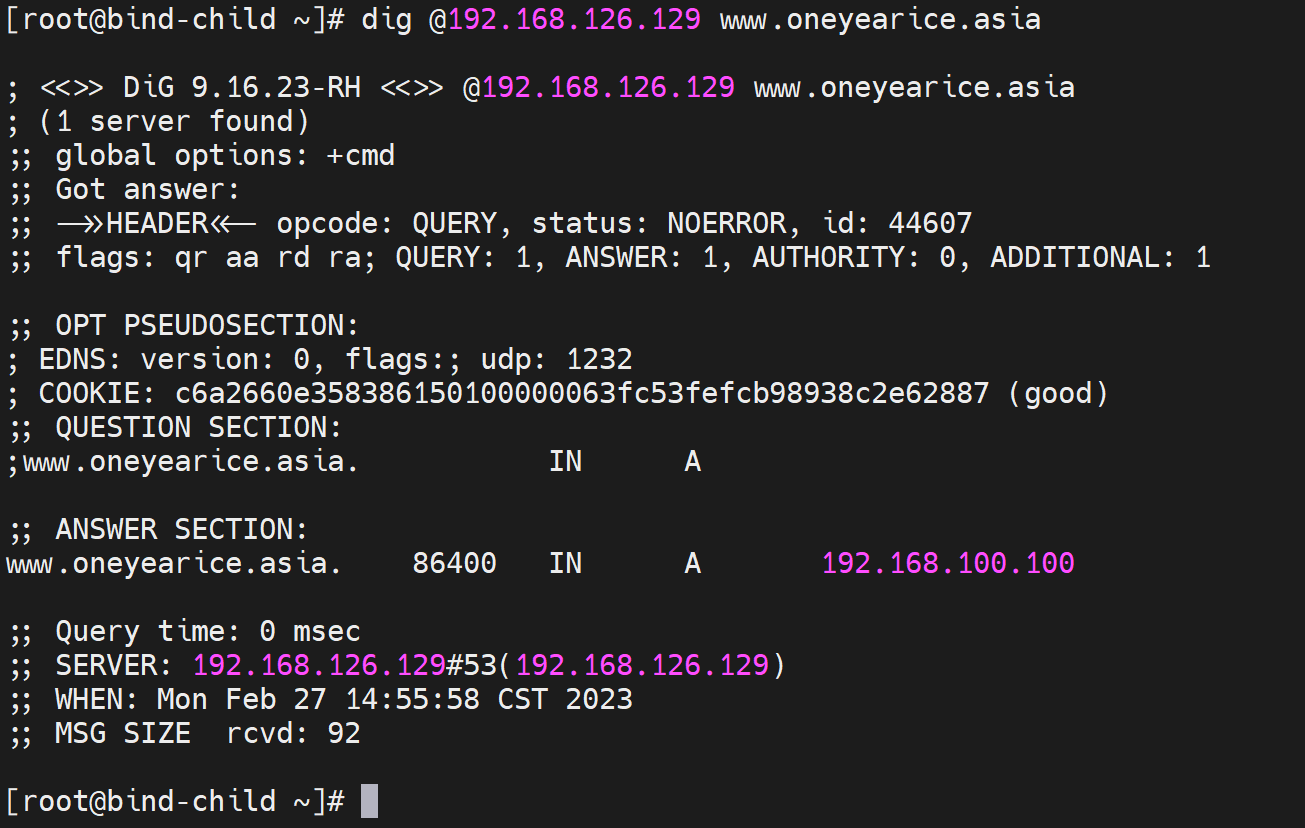 [root@bind-child ~]# dig @192.168.126.129 www.oneyearice.asia
; <<>> DiG 9.16.23-RH <<>> @192.168.126.129 www.oneyearice.asia
; (1 server found)
;; global options: +cmd
;; Got answer:
;; ->>HEADER<<- opcode: QUERY, status: NOERROR, id: 44607
;; flags: qr aa rd ra; QUERY: 1, ANSWER: 1, AUTHORITY: 0, ADDITIONAL: 1
;; OPT PSEUDOSECTION:
; EDNS: version: 0, flags:; udp: 1232
; COOKIE: c6a2660e358386150100000063fc53fefcb98938c2e62887 (good)
;; QUESTION SECTION:
;www.oneyearice.asia. IN A
;; ANSWER SECTION:
www.oneyearice.asia. 86400 IN A 192.168.100.100
;; Query time: 0 msec
;; SERVER: 192.168.126.129#53(192.168.126.129)
;; WHEN: Mon Feb 27 14:55:58 CST 2023
;; MSG SIZE rcvd: 92
[root@bind-child ~]#